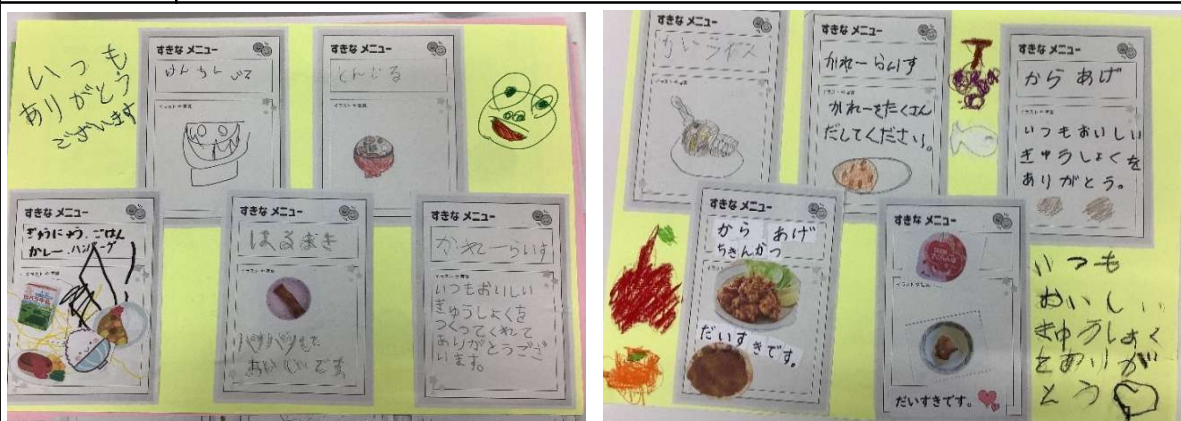 いつも
ありがとう
ございます
すきな メニュー
けんちん
すきな メニュー
とんじる
すきな メニュー
ぎゅうにゅう、ごはん
カレー、ハンバーグ
すきな メニュー
はるまき
パリパリして
おいしいです
すきな メニュー
かれーらいす
いつもおいしい
ぎゅうしょくを
つくってくれて
ありがとうござ
います。
すきな メニュー
ライス
すきな メニュー
かれーらいす
かれーをたくさん
だしてください。
すきな メニュー
からあげ
いつもおいしい
きゅうしょくを
ありがとう。
すきな メニュー
からあげ
ちきんかつ
だいすきです。
すきな メニュー
だいすきです。
いつも
おいしい
きゅうしょく
をありが
とう